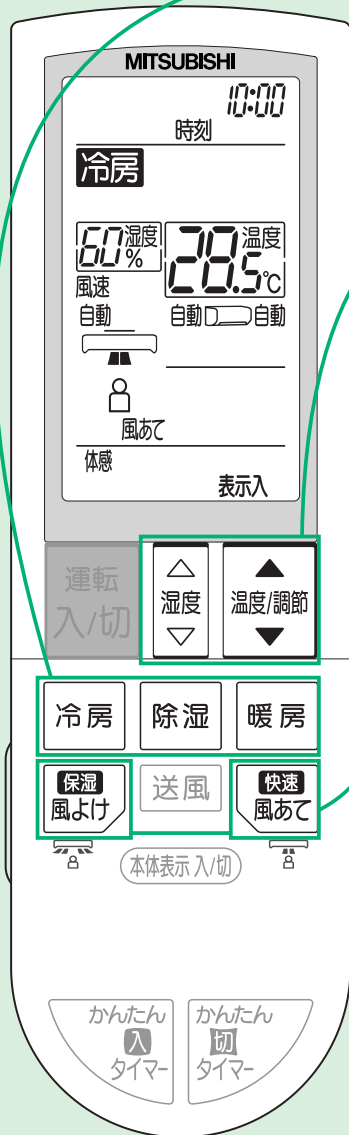 MITSUBISHI
10:00
時刻
冷房
60% 湿度 28.5℃ 温度
風速
自動 自動 自動
風あて
体感
表示入
運転 入/切
△ 湿度 ▽
▲ 温度/調節 ▼
冷房 除湿 暖房
保湿 風よけ
送風
快速 風あて
本体表示 入/切
かんたん 入 タイマー
かんたん 切 タイマー